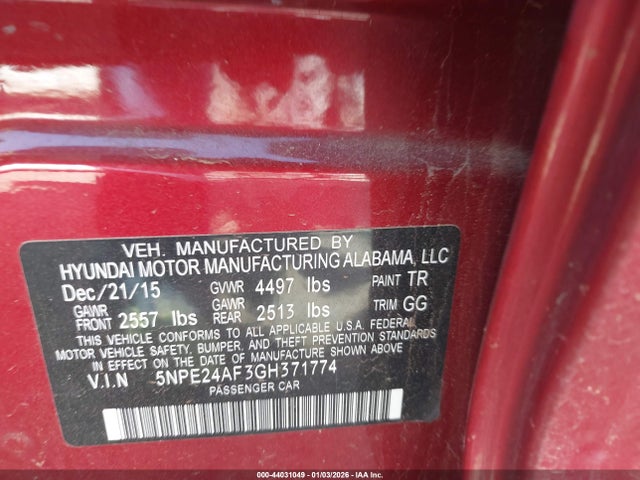 VEH. MANUFACTURED BY
HYUNDAI MOTOR MANUFACTURING ALABAMA, LLC
Dec/21/15 GVWR 4497 lbs PAINT TR
GAWR FRONT 2557 lbs GAWR REAR 2513 lbs TRIM GG
THIS VEHICLE CONFORMS TO ALL APPLICABLE U.S.A. FEDERAL
MOTOR VEHICLE SAFETY, BUMPER, AND THEFT PREVENTION STANDARDS
IN EFFECT ON THE DATE OF MANUFACTURE SHOWN ABOVE.
V.I.N 5NPE24AF3GH371774
PASSENGER CAR
000-44031049 - 01/03/2026 - © IAA Inc.